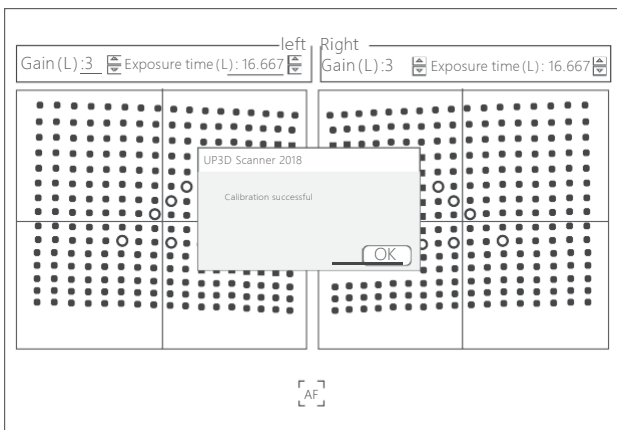 left Right
Gain (L) :3 Exposure time (L) : 16.667 Gain (L) :3 Exposure time (L) : 16.667
UP3D Scanner 2018
Calibration successful
OK
AF